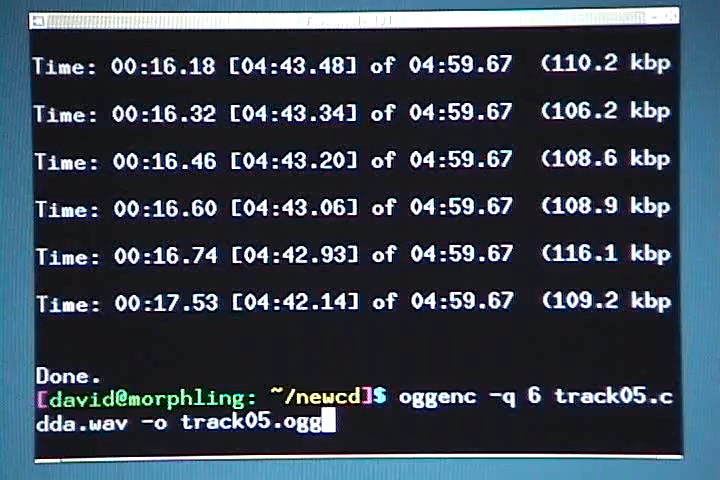 Time: 00:16.18 [04:43.48] of 04:59.67 (110.2 kbp
Time: 00:16.32 [04:43.34] of 04:59.67 (106.2 kbp
Time: 00:16.46 [04:43.20] of 04:59.67 (108.6 kbp
Time: 00:16.60 [04:43.06] of 04:59.67 (108.9 kbp
Time: 00:16.74 [04:42.93] of 04:59.67 (116.1 kbp
Time: 00:17.53 [04:42.14] of 04:59.67 (109.2 kbp
Done.
[david@morphling: ~/newcd]$ oggenc -q 6 track05.c
dda.wav -o track05.ogg